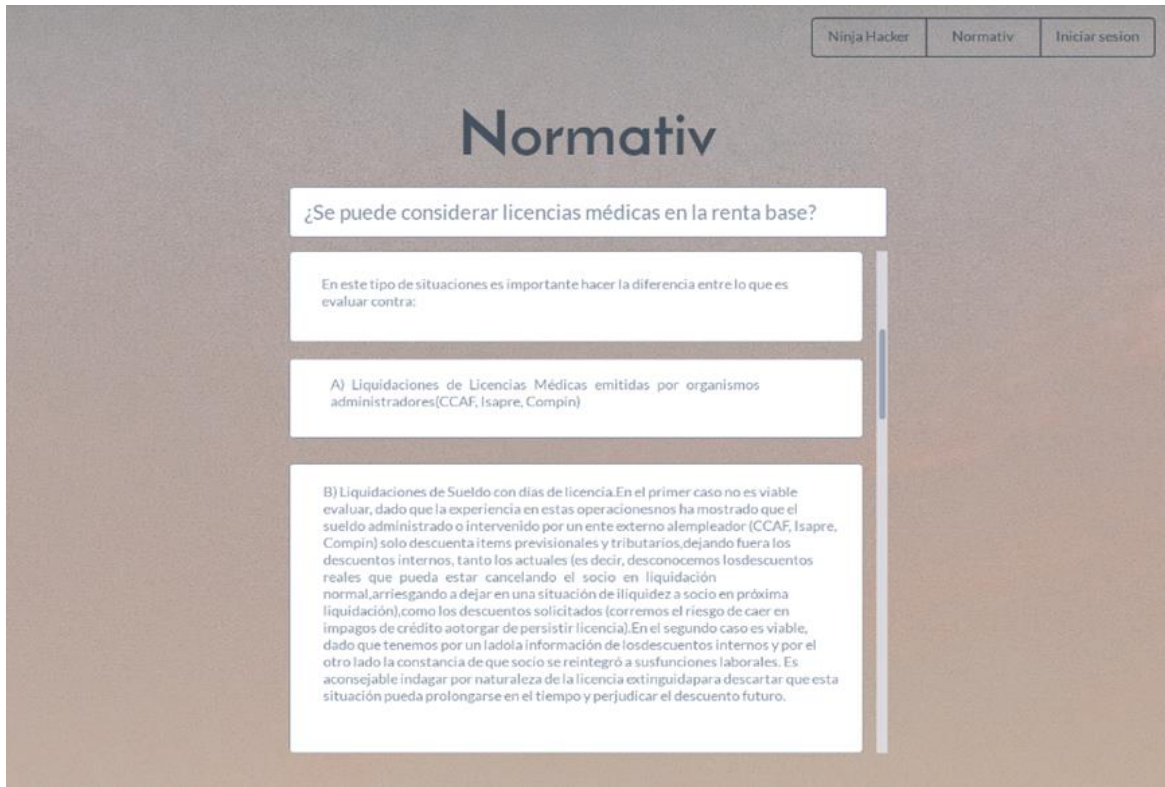 Ninja Hacker
Normativ
Iniciar sesion
Normativ
¿Se puede considerar licencias médicas en la renta base?
En este tipo de situaciones es importante hacer la diferencia entre lo que es
evaluar contra:
A) Liquidaciones de Licencias Médicas emitidas por organismos
administradores(CCAF, Isapre, Compin)
B) Liquidaciones de Sueldo con días de licencia.En el primer caso no es viable
evaluar, dado que la experiencia en estas operacionesnos ha mostrado que el
sueldo administrado o intervenido por un ente externo alempleador (CCAF, Isapre,
Compin) solo descuenta items previsionales y tributarios,dejando fuera los
descuentos internos, tanto los actuales (es decir, desconocemos losdescuentos
reales que pueda estar cancelando el socio en liquidación
normal,arriesgando a dejar en una situación de iliquidez a socio en próxima
liquidación),como los descuentos solicitados (corremos el riesgo de caer en
impagos de crédito aotorgar de persistir licencia).En el segundo caso es viable,
dado que tenemos por un ladola información de losdescuentos internos y por el
otro lado la constancia de que socio se reintegró a susfunciones laborales. Es
aconsejable indagar por naturaleza de la licencia extinguidapara descartar que esta
situación pueda prolongarse en el tiempo y perjudicar el descuento futuro.